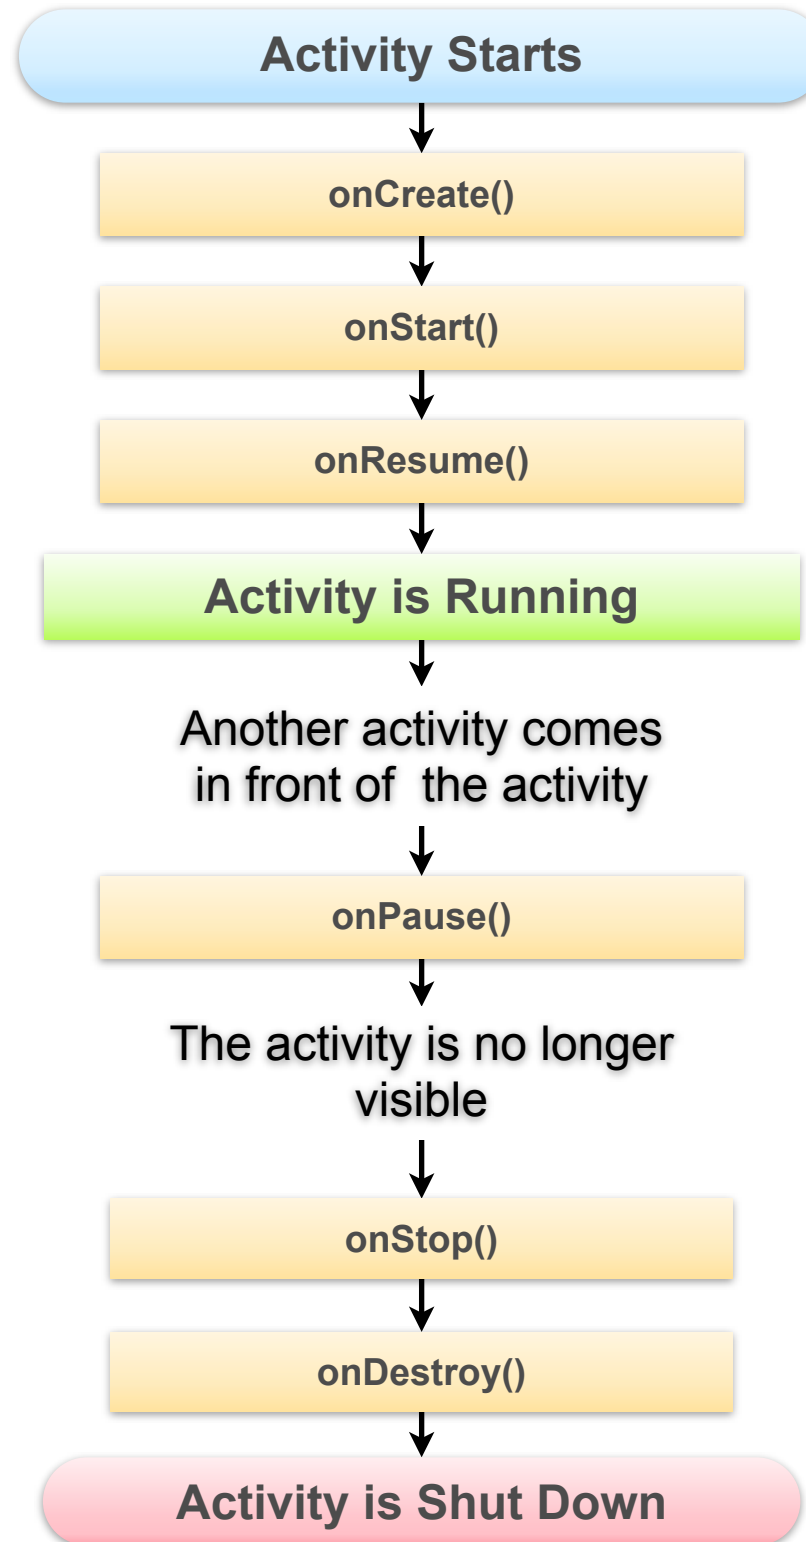 Activity Starts
onCreate()
onStart()
onResume()
Activity is Running
Another activity comes
in front of  the activity
onPause()
The activity is no longer
visible
onStop()
onDestroy()
Activity is Shut Down